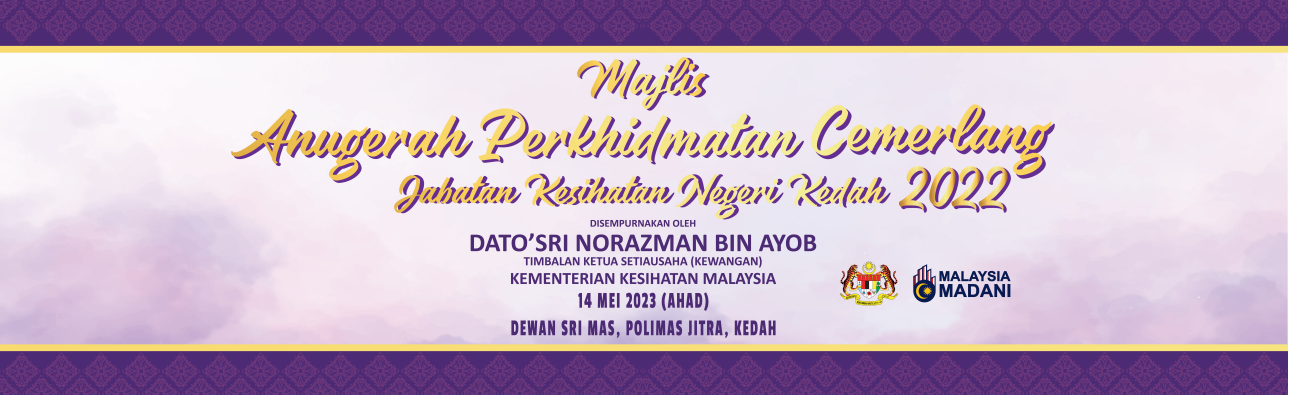 Majlis
Anugerah Perkhidmatan Cemerlang
Jabatan Kesihatan Negeri Kedah 2022
DISEMPURNAKAN OLEH
DATO'SRI NORAZMAN BIN AYOB
TIMBALAN KETUA SETIAUSAHA (KEWANGAN)
KEMENTERIAN KESIHATAN MALAYSIA
14 MEI 2023 (AHAD)
DEWAN SRI MAS, POLIMAS JITRA, KEDAH
MALAYSIA
MADANI